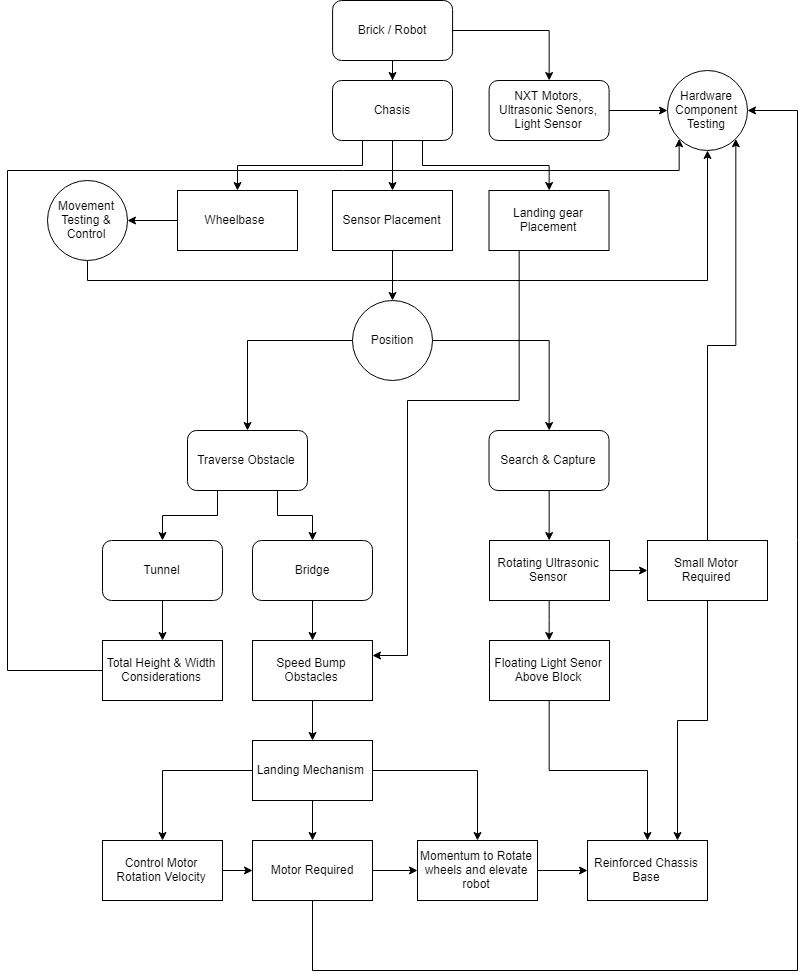 Brick / Robot
Chasis
NXT Motors,
Ultrasonic Senors,
Light Sensor
Hardware
Component
Testing
Movement
Testing &
Control
Wheelbase
Sensor Placement
Landing gear
Placement
Position
Traverse Obstacle
Search & Capture
Tunnel
Bridge
Rotating Ultrasonic
Sensor
Small Motor
Required
Total Height & Width
Considerations
Speed Bump
Obstacles
Floating Light Senor
Above Block
Landing Mechanism
Control Motor
Rotation Velocity
Motor Required
Momentum to Rotate
wheels and elevate
robot
Reinforced Chassis
Base